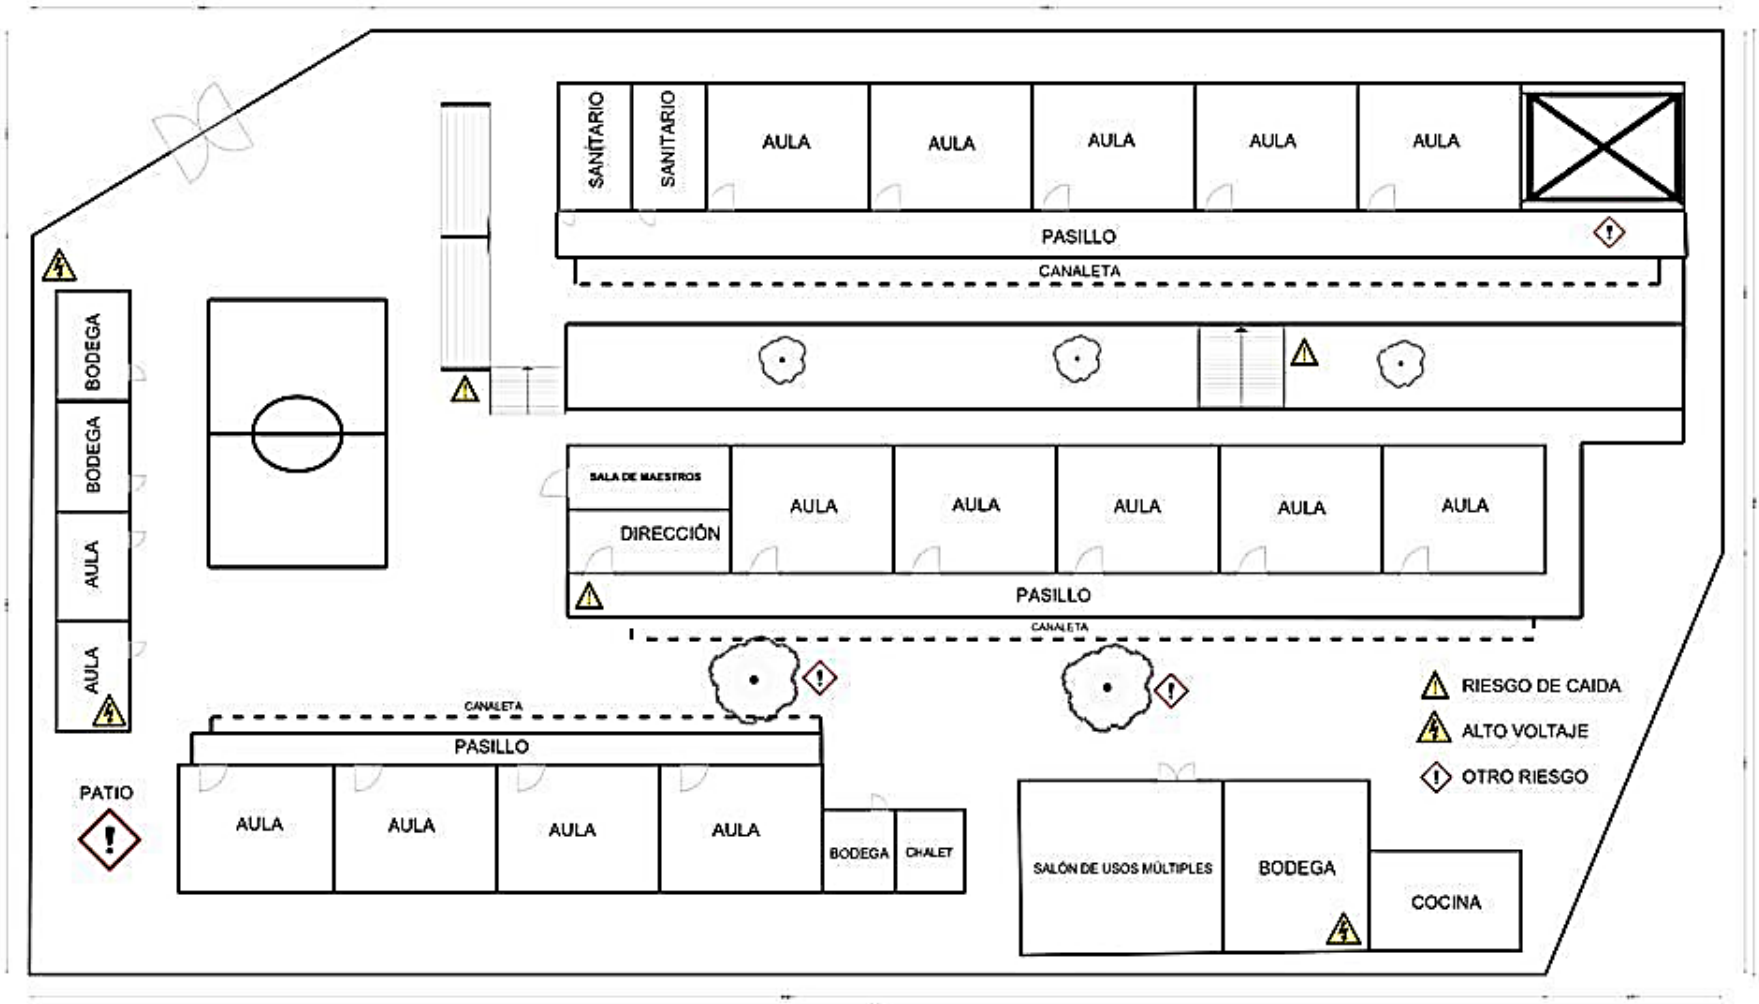 SANITARIO
SANITARIO
AULA
AULA
AULA
AULA
AULA
PASILLO
CANALETA
BODEGA
BODEGA
AULA
AULA
SALA DE MAESTROS
DIRECCIÓN
AULA
AULA
AULA
AULA
AULA
PASILLO
CANALETA
CANALETA
PASILLO
PATIO
AULA
AULA
AULA
AULA
BODEGA
CHALET
SALÓN DE USOS MÚLTIPLES
BODEGA
COCINA
RIESGO DE CAIDA
ALTO VOLTAJE
OTRO RIESGO